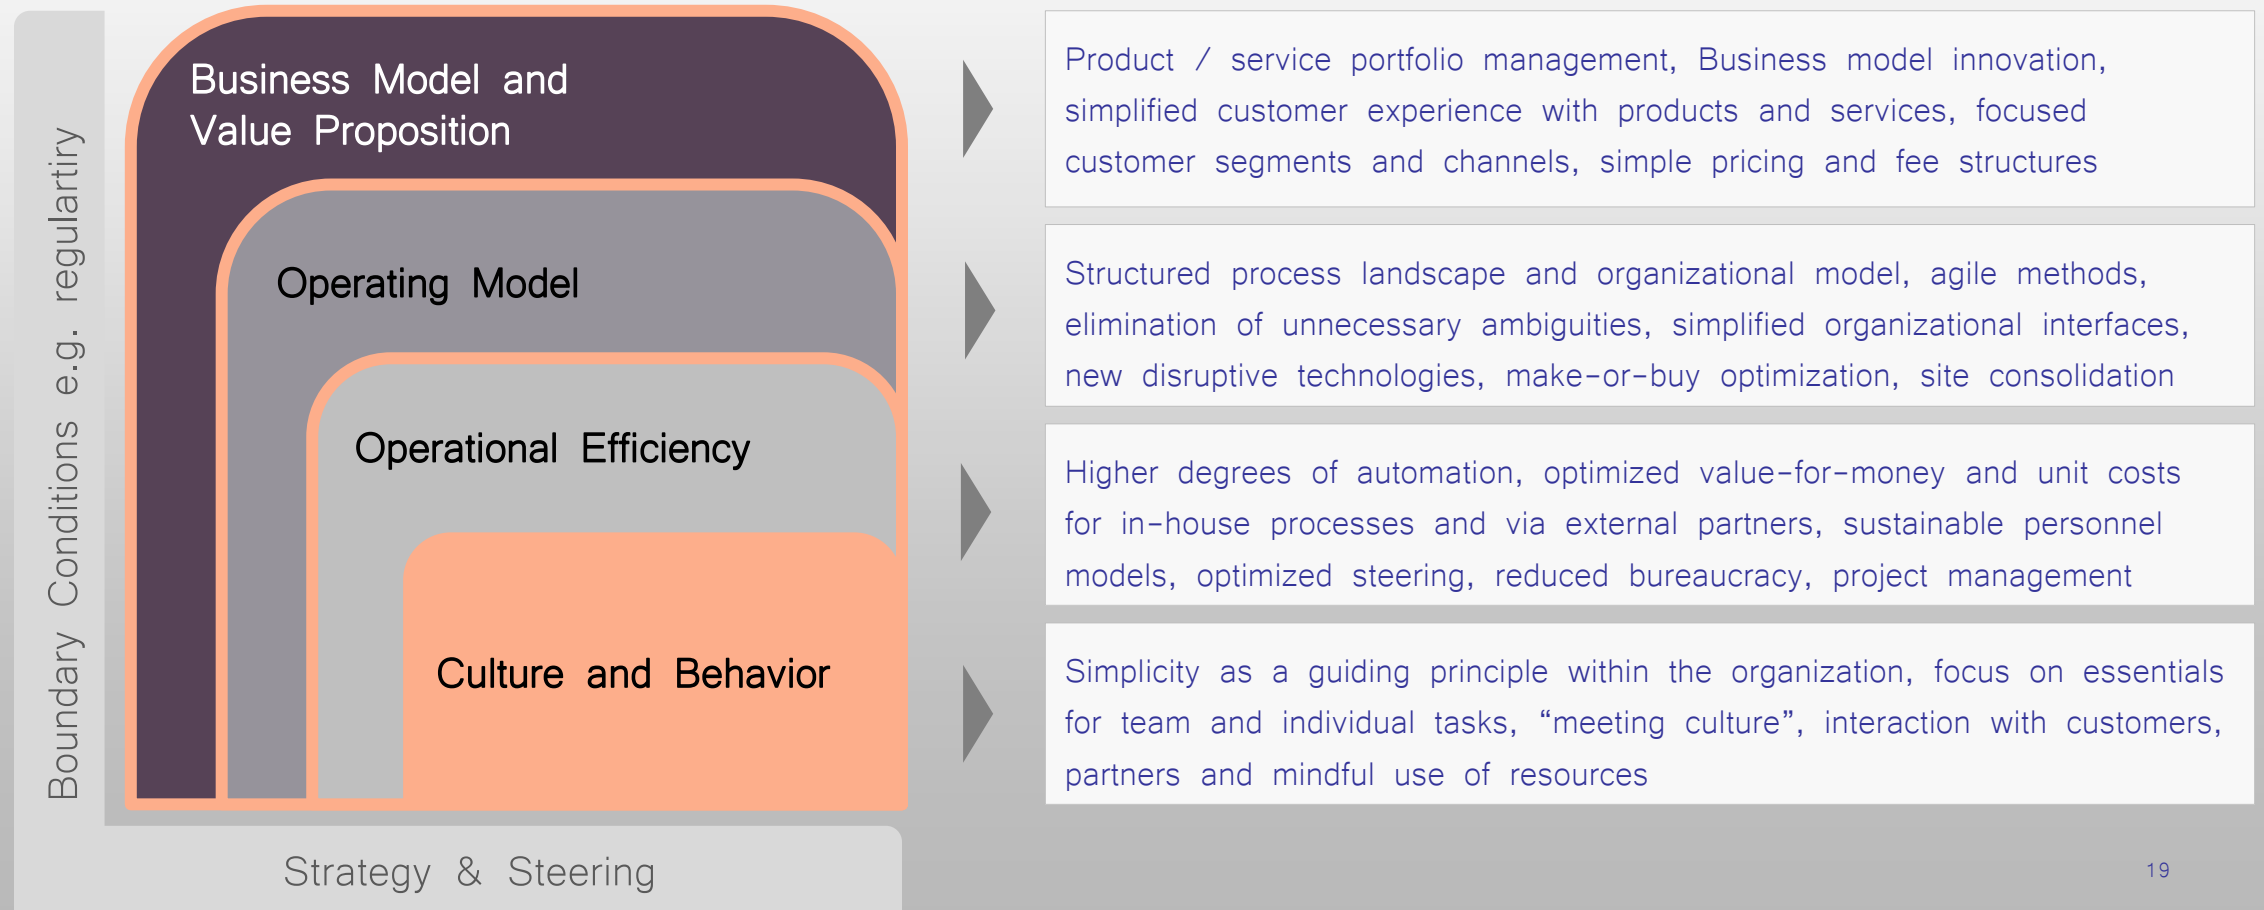 Boundary Conditions e.g. regulartiry
Business Model and
Value Proposition
Product / service portfolio management, Business model innovation,
simplified customer experience with products and services, focused
customer segments and channels, simple pricing and fee structures
Operating Model
Structured process landscape and organizational model, agile methods,
elimination of unnecessary ambiguities, simplified organizational interfaces,
new disruptive technologies, make-or-buy optimization, site consolidation
Operational Efficiency
Higher degrees of automation, optimized value-for-money and unit costs
for in-house processes and via external partners, sustainable personnel
models, optimized steering, reduced bureaucracy, project management
Culture and Behavior
Simplicity as a guiding principle within the organization, focus on essentials
for team and individual tasks, “meeting culture”, interaction with customers,
partners and mindful use of resources
Strategy & Steering
19